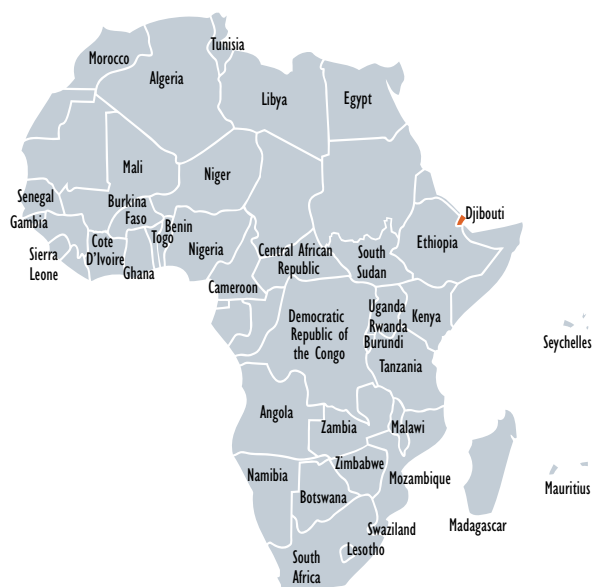 Tunisia
Morocco
Algeria
Libya
Egypt
Mali
Niger
Senegal
Burkina
Faso
Gambia
Benin
Togo
Djibouti
Ethiopia
Cote
D'Ivoire
Nigeria
Sierra
Leone
Ghana
Central African
Republic
South
Sudan
Cameroon
Uganda
Rwanda
Burundi
Kenya
Democratic
Republic of
the Congo
Seychelles
Tanzania
Angola
Zambia
Malawi
Zimbabwe
Namibia
Mozambique
Botswana
Mauritius
Madagascar
Swaziland
Lesotho
South
Africa